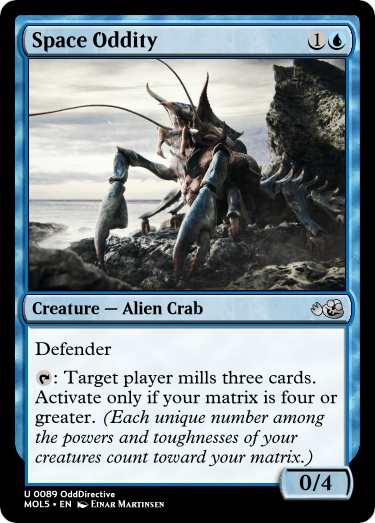 Space Oddity 1
Creature — Alien Crab
Defender
: Target player mills three cards.
Activate only if your matrix is four or
greater. (Each unique number among
the powers and toughnesses of your
creatures count toward your matrix.)
0/4
U 0089 OddDirective
MOL5 • EN Einar Martinsen